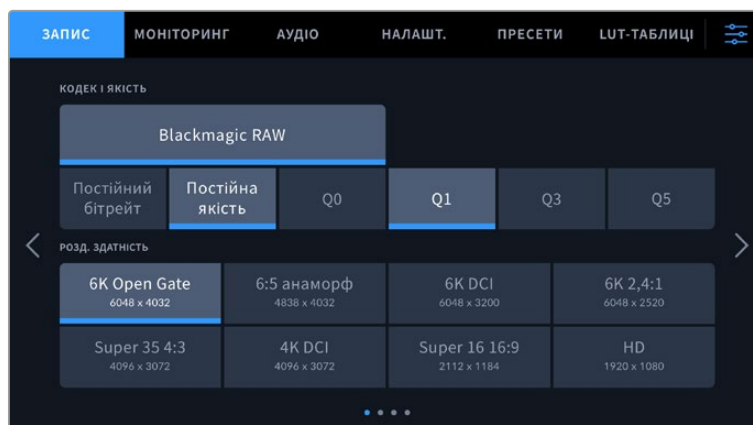 ЗАПИС МОНІТОРИНГ АУДІО НАЛАШТ. ПРЕСЕТИ LUT-ТАБЛИЦІ
КОДЕК І ЯКІСТЬ
Blackmagic RAW
Постійний бітрейт Постійна якість Q0 Q1 Q3 Q5
РОЗД. ЗДАТНІСТЬ
6K Open Gate 6:5 анаморф 6K DCI 6K 2,4:1
6048 x 4032 4838 x 4032 6048 x 3200 6048 x 2520
Super 35 4:3 4K DCI Super 16 16:9 HD
4096 x 3072 4096 x 3072 2112 x 1184 1920 x 1080